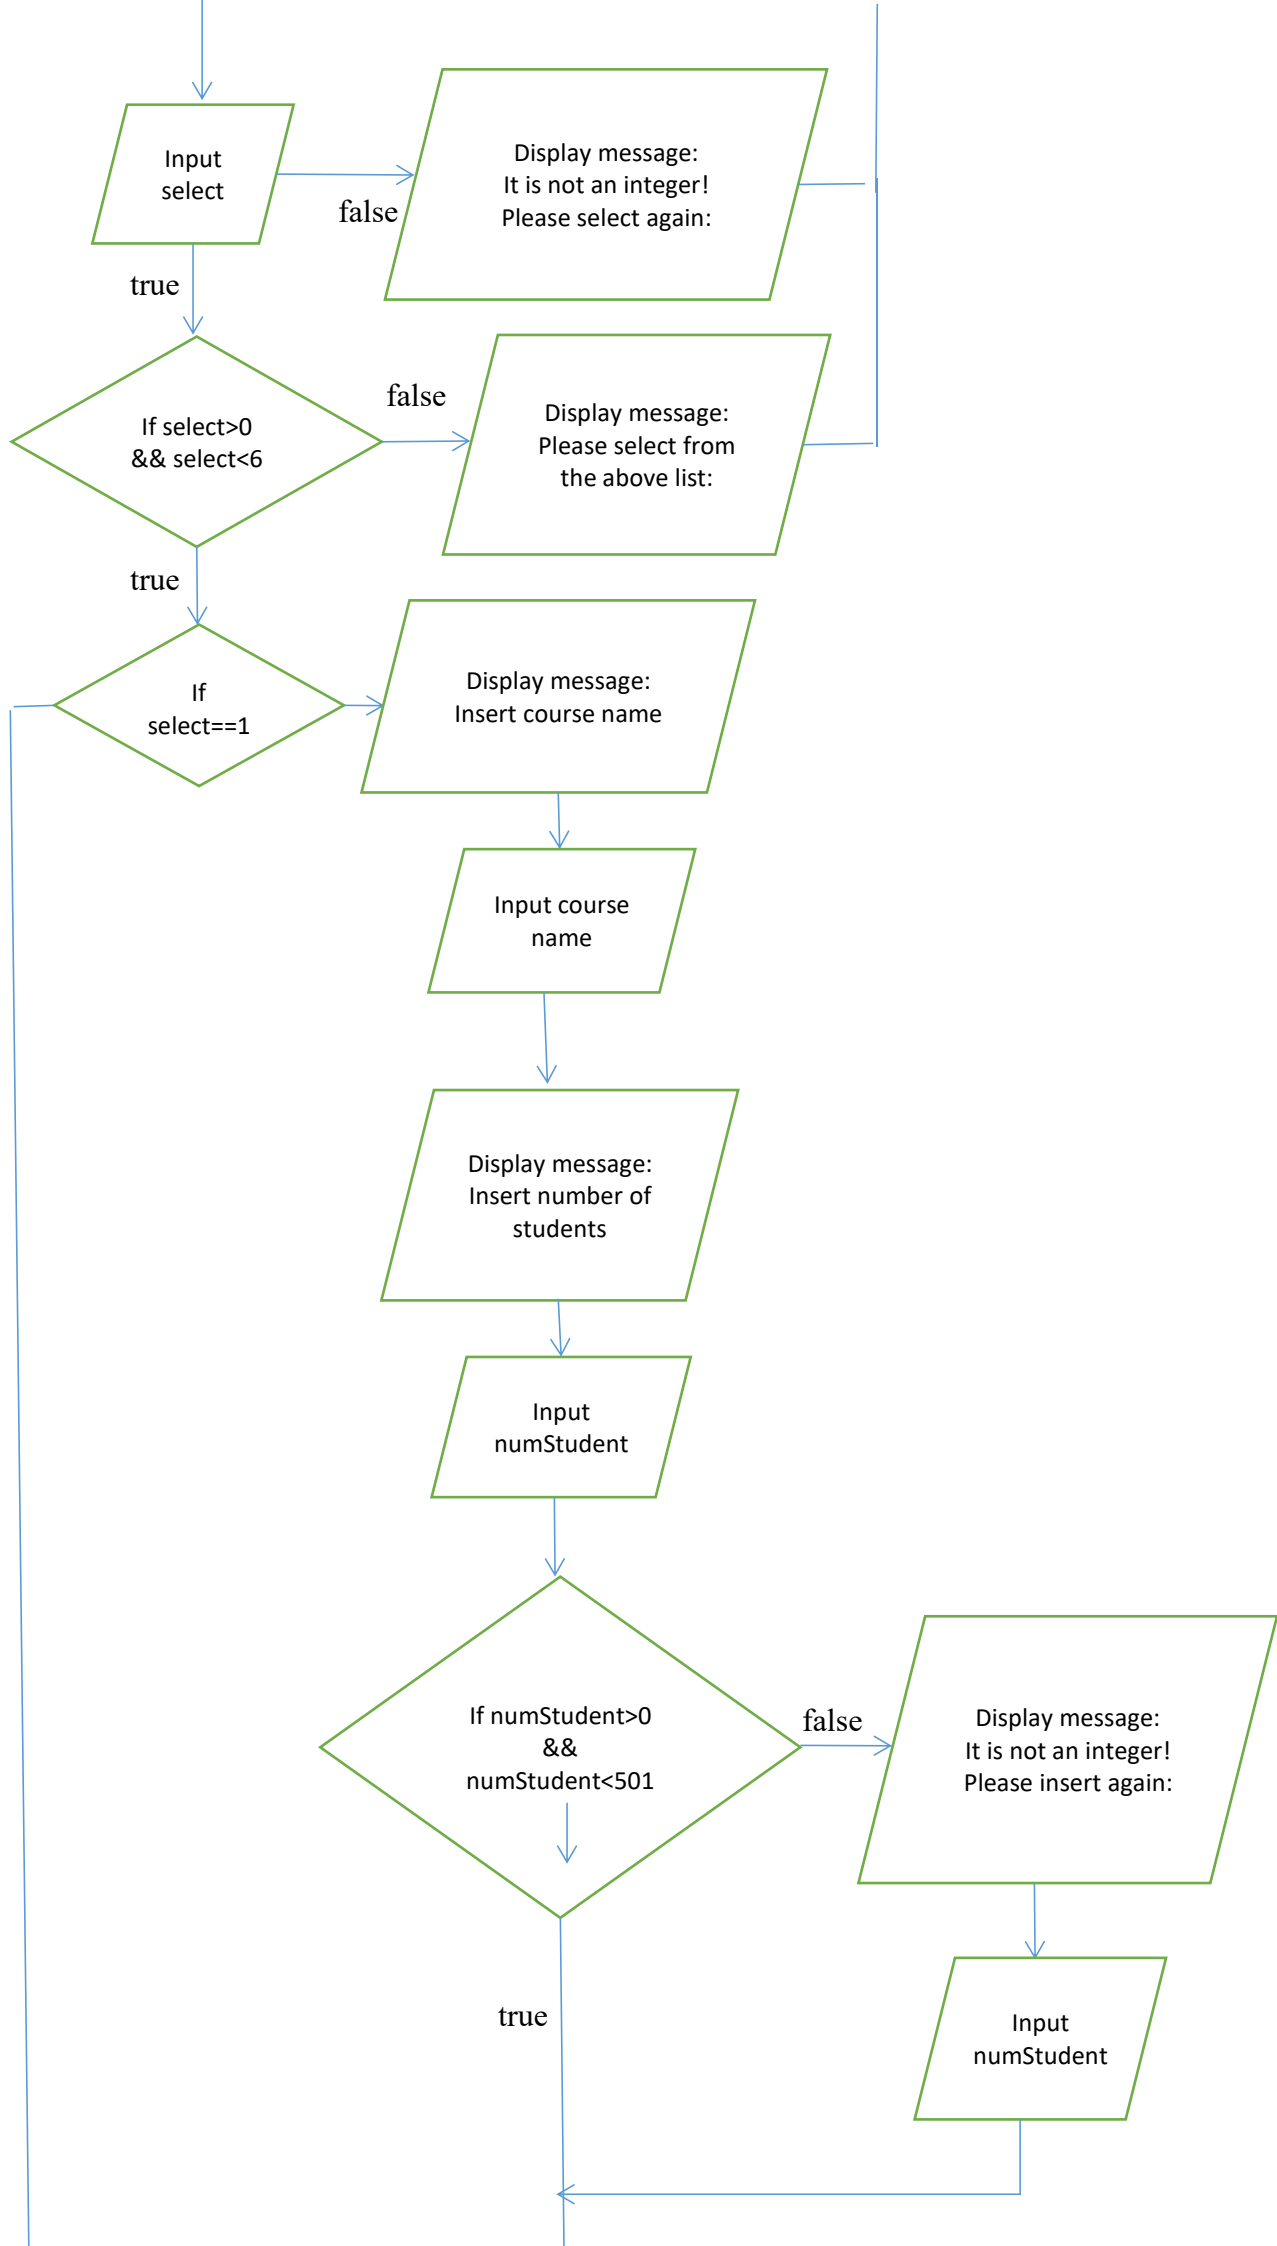 Input
select
Display message:
It is not an integer!
Please select again:
false
true
If select>0
&& select<6
false
Display message:
Please select from
the above list:
true
If
select==1
Display message:
Insert course name
Input course
name
Display message:
Insert number of
students
Input
numStudent
If numStudent>0
&&
numStudent<501
false
Display message:
It is not an integer!
Please insert again:
true
Input
numStudent